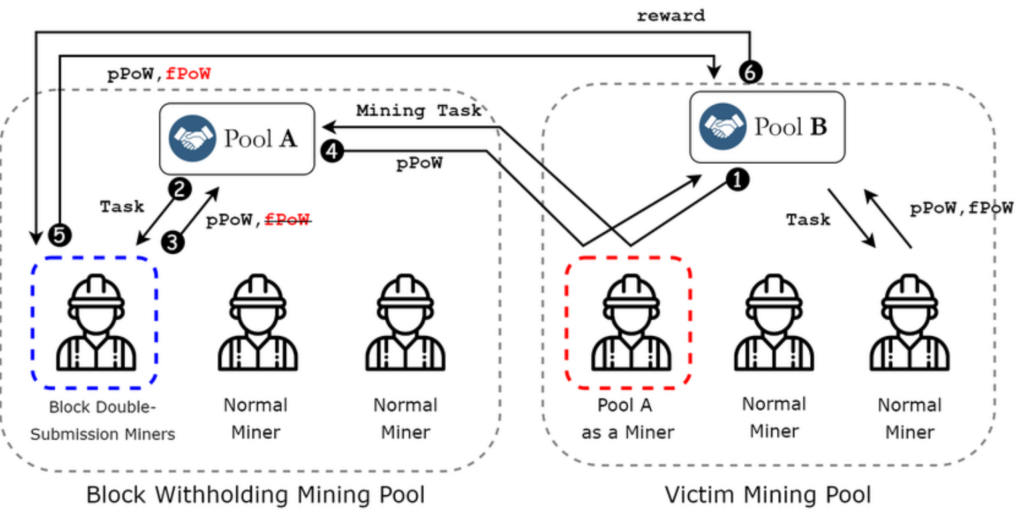 reward
6
pPoW,fPoW
Pool A
Mining Task
Pool B
4
pPoW
1
2
Task
3
pPoW,fPoW
5
Task
pPoW,fPoW
Block Double-
Submission Miners
Normal
Miner
Normal
Miner
Pool A
as a Miner
Normal
Miner
Normal
Miner
Block Withholding Mining Pool
Victim Mining Pool